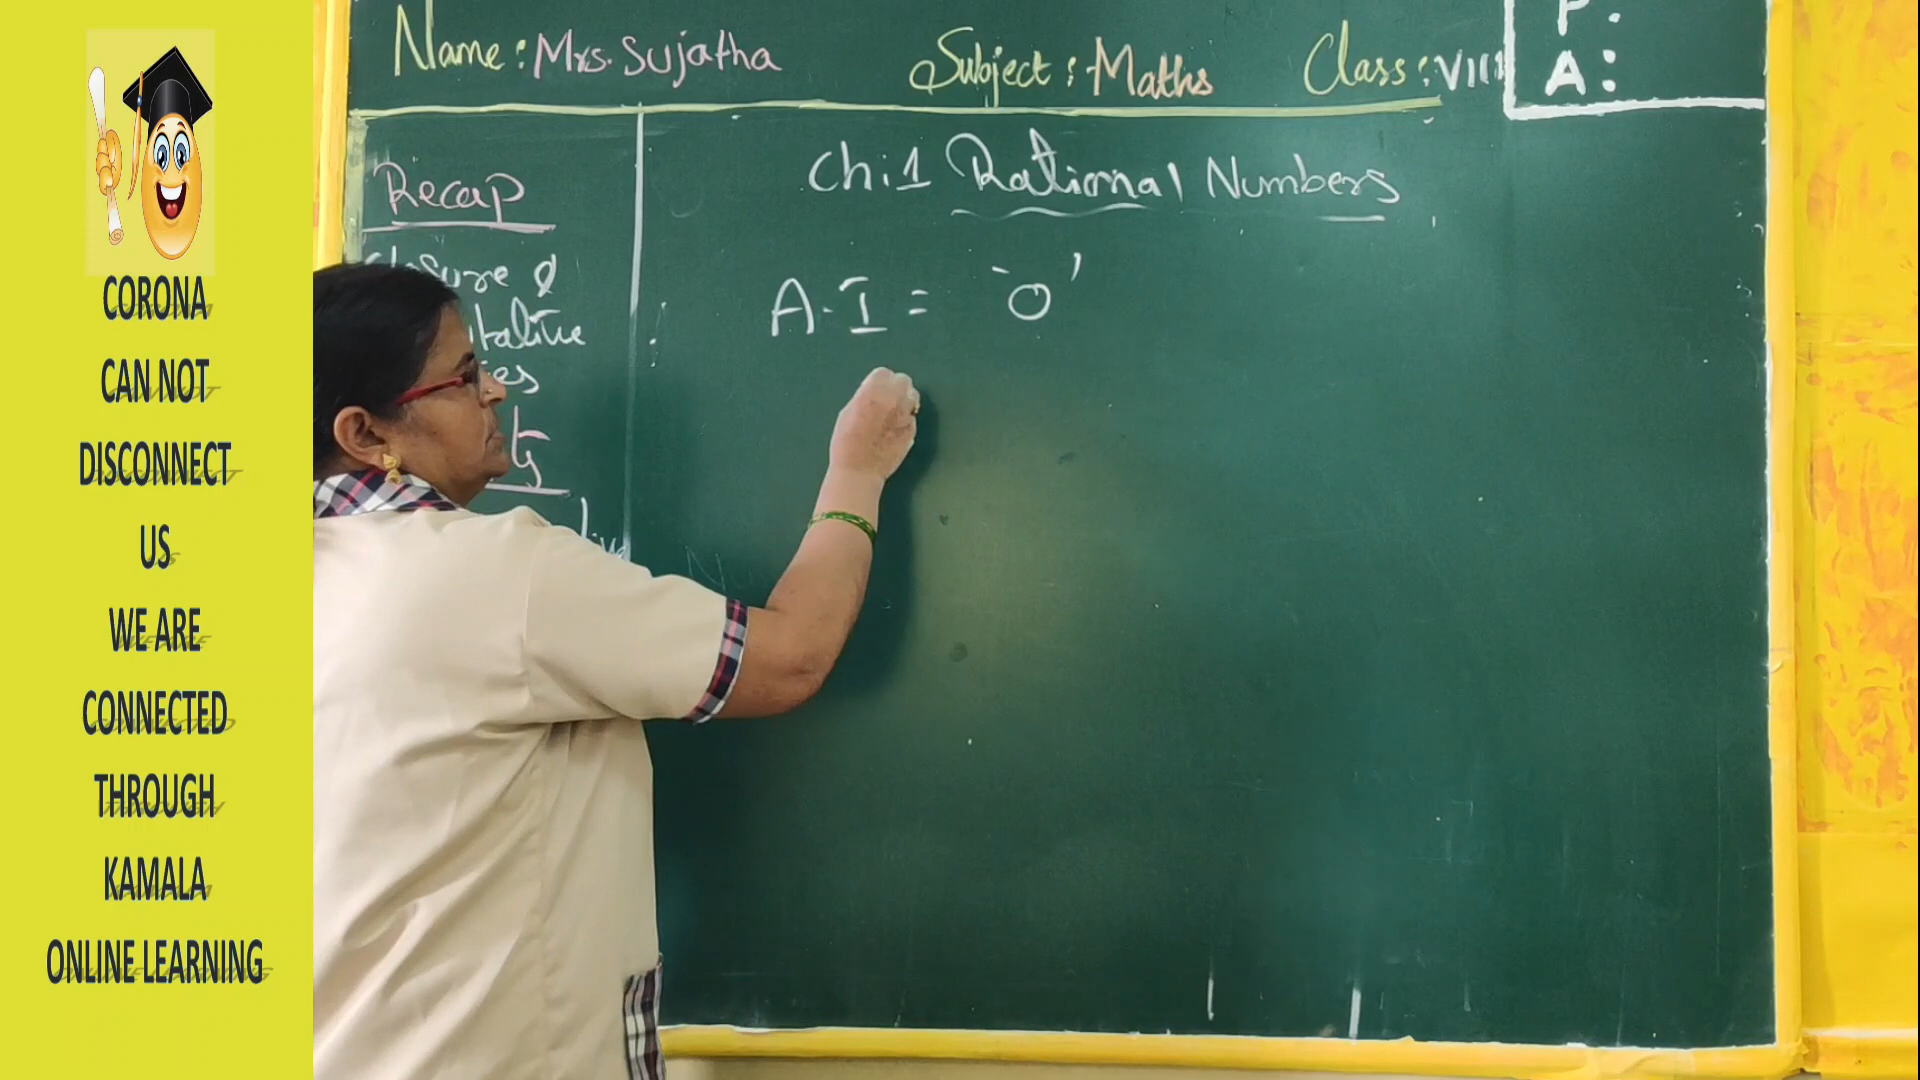 CORONA
CAN NOT
DISCONNECT
US
WE ARE
CONNECTED
THROUGH
KAMALA
ONLINE LEARNING
Name: Mrs. Sujatha Subject: Maths Class: VIII
P:
A:
Recap
Closure &
Ch:1 Rational Numbers
A.I = 'O'